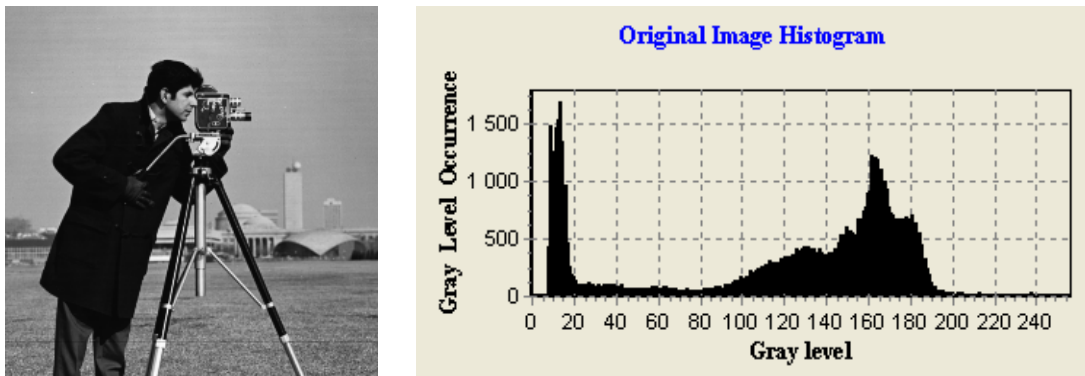 Original Image Histogram
Gray Level Occurrence
1 500
1 000
500
0
0 20 40 60 80 100 120 140 160 180 200 220 240
Gray level